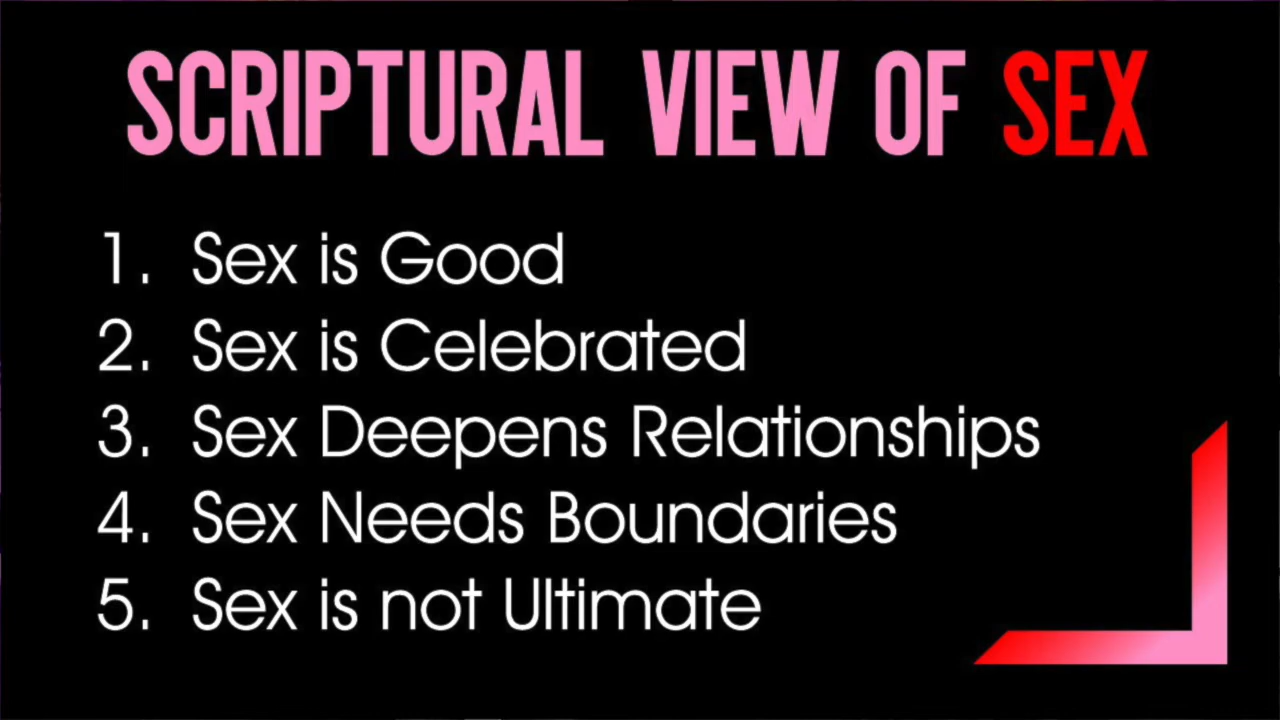 SCRIPTURAL VIEW OF SEX
1. Sex is Good
2. Sex is Celebrated
3. Sex Deepens Relationships
4. Sex Needs Boundaries
5. Sex is not Ultimate